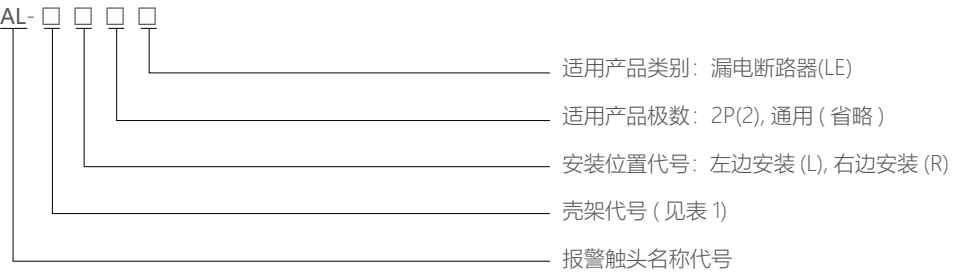 AL-□ □ □ □
适用产品类别：漏电断路器(LE)
适用产品极数：2P(2), 通用 ( 省略 )
安装位置代号：左边安装 (L), 右边安装 (R)
壳架代号 ( 见表 1)
报警触头名称代号